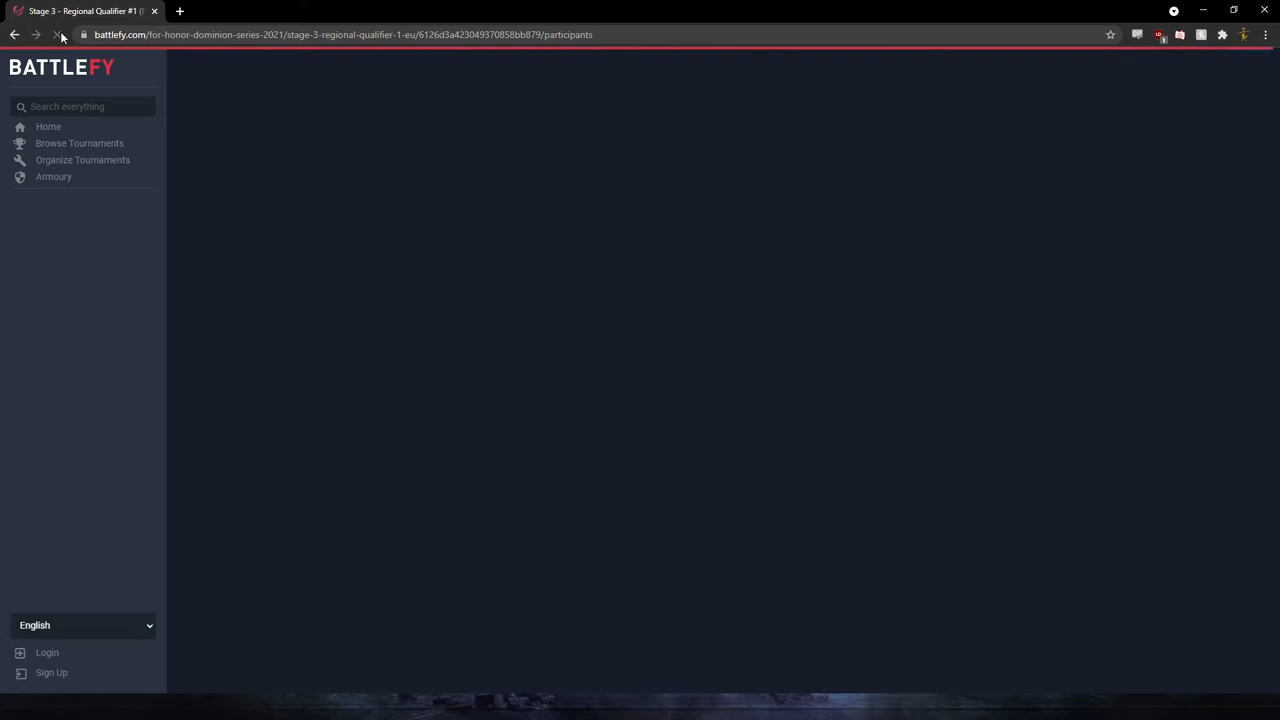 Stage 3 - Regional Qualifier #1 (E
battlefy.com/for-honor-dominion-series-2021/stage-3-regional-qualifier-1-eu/6126d3a423049370858bb879/participants
BATTLEFY
Search everything
Home
Browse Tournaments
Organize Tournaments
Armoury
English
Login
Sign Up